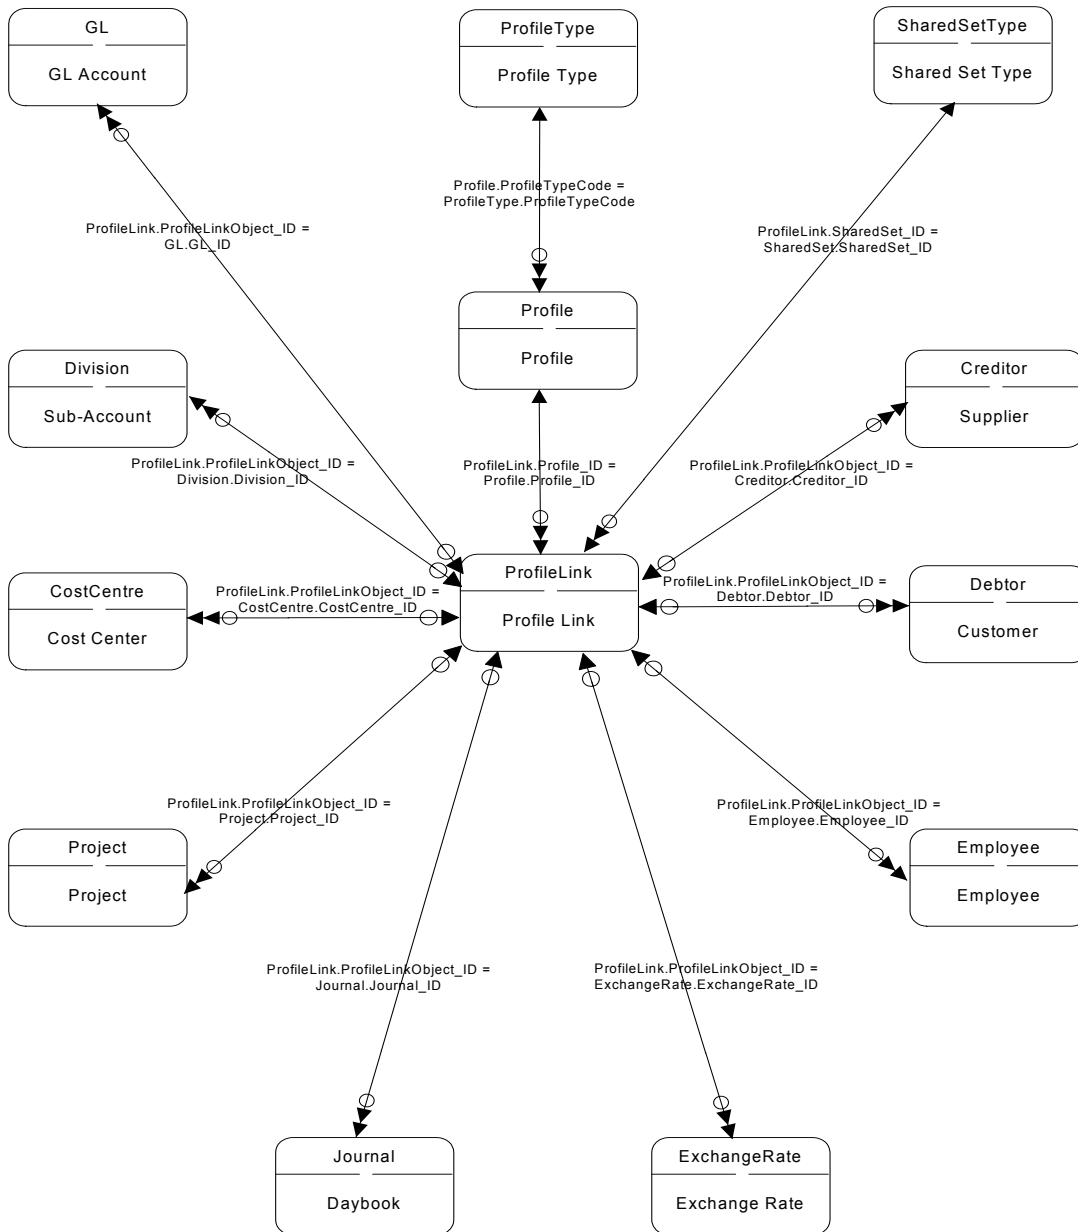 GL
GL Account
ProfileType
Profile Type
SharedSetType
Shared Set Type
Profile.ProfileTypeCode =
ProfileType.ProfileTypeCode
ProfileLink.ProfileLinkObject_ID =
GL.GL_ID
ProfileLink.SharedSet_ID =
SharedSet.SharedSet_ID
Profile
Profile
Division
Sub-Account
Creditor
Supplier
ProfileLink.ProfileLinkObject_ID =
Division.Division_ID
ProfileLink.Profile_ID =
Profile.Profile_ID
ProfileLink.ProfileLinkObject_ID =
Creditor.Creditor_ID
CostCentre
Cost Center
ProfileLink.ProfileLinkObject_ID =
CostCentre.CostCentre_ID
ProfileLink
Profile Link
ProfileLink.ProfileLinkObject_ID =
Debtor.Debtor_ID
Debtor
Customer
ProfileLink.ProfileLinkObject_ID =
Project.Project_ID
ProfileLink.ProfileLinkObject_ID =
Employee.Employee_ID
Project
Project
Employee
Employee
ProfileLink.ProfileLinkObject_ID =
Journal.Journal_ID
ProfileLink.ProfileLinkObject_ID =
ExchangeRate.ExchangeRate_ID
Journal
Daybook
ExchangeRate
Exchange Rate